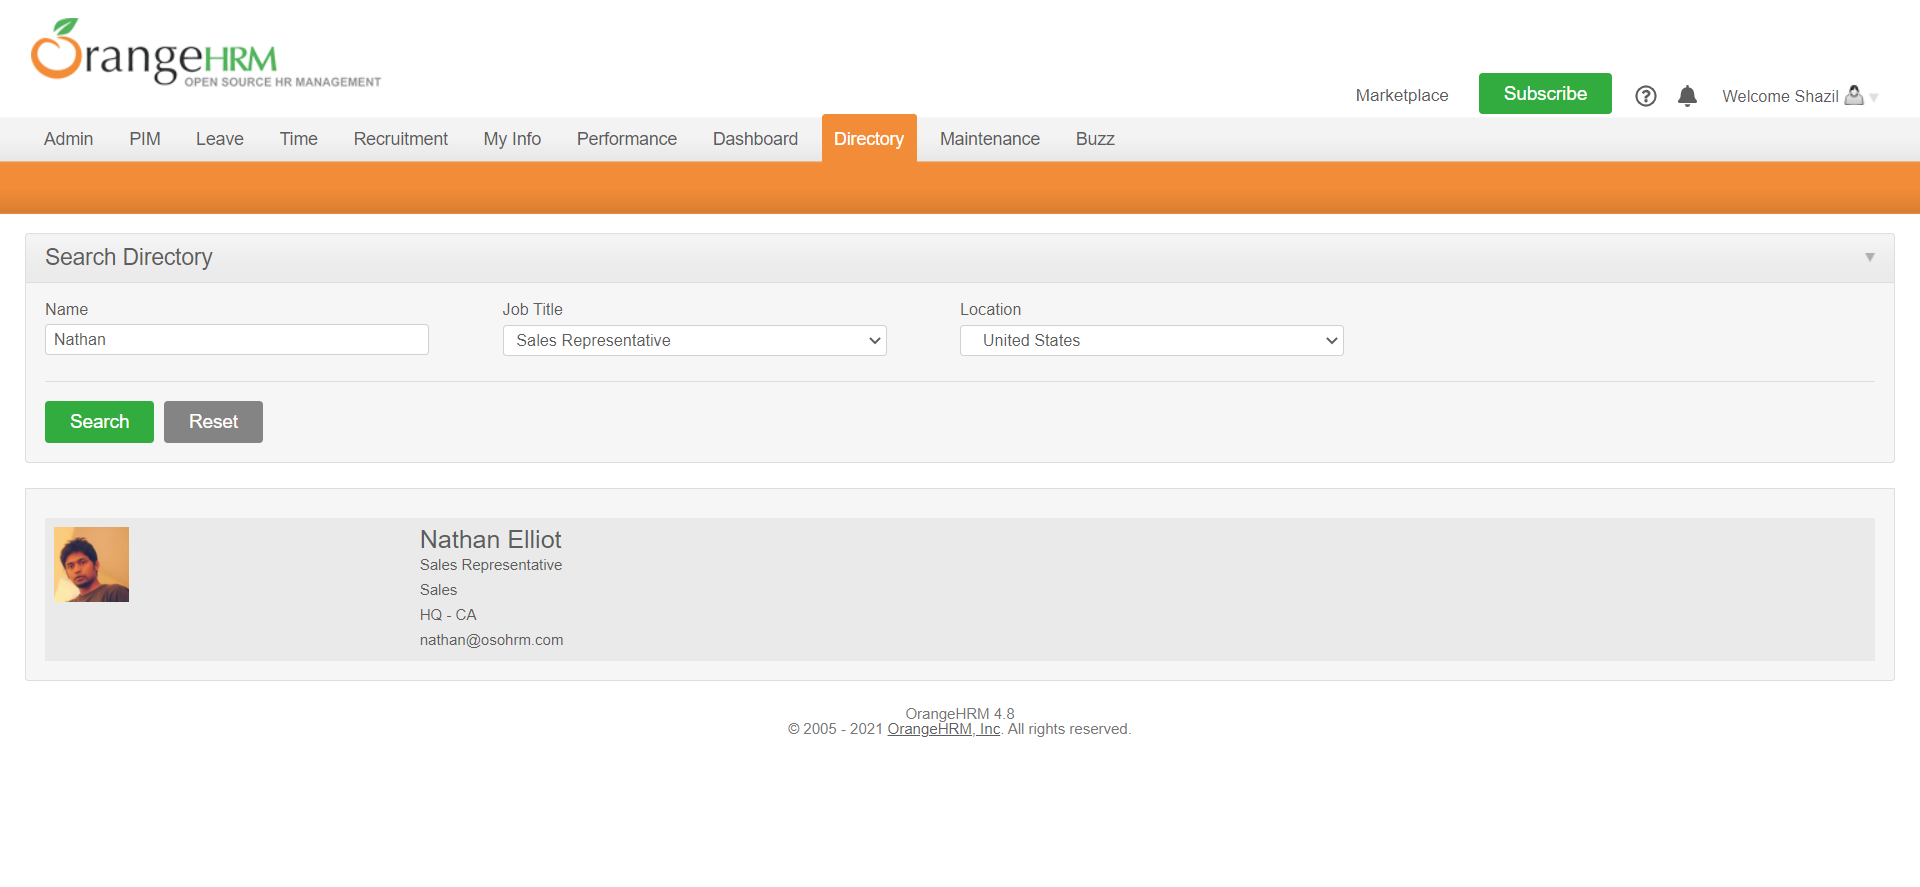 OrangeHRM
OPEN SOURCE HR MANAGEMENT
Marketplace
Subscribe
?
Welcome Shazil
Admin PIM Leave Time Recruitment My Info Performance Dashboard Directory Maintenance Buzz
Search Directory
Name Job Title Location
Nathan Sales Representative United States
Search Reset
Nathan Elliot
Sales Representative
Sales
HQ - CA
nathan@osohrm.com
OrangeHRM 4.8
© 2005 - 2021 OrangeHRM, Inc. All rights reserved.